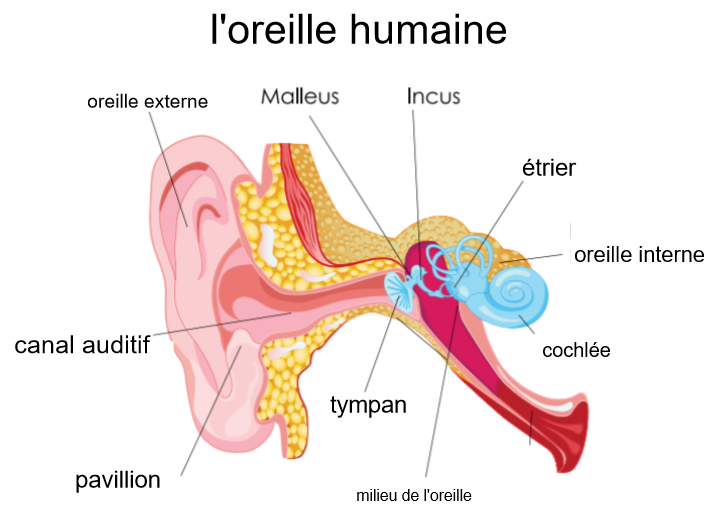 l'oreille humaine
oreille externe
Malleus
Incus
étrier
oreille interne
canal auditif
cochlée
tympan
pavillion
milieu de l'oreille